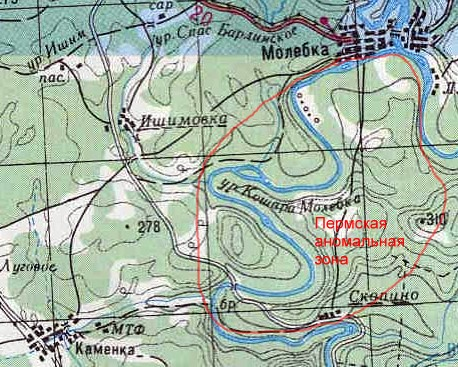 сар
ур. Спас Барлинское
Молебка
ур. Ишим
пас.
Ишимовка
ур. Кошара Молебка
278
Пермская
аномальная
зона
310
Луговое
Скопино
бр.
МТФ
Каменка